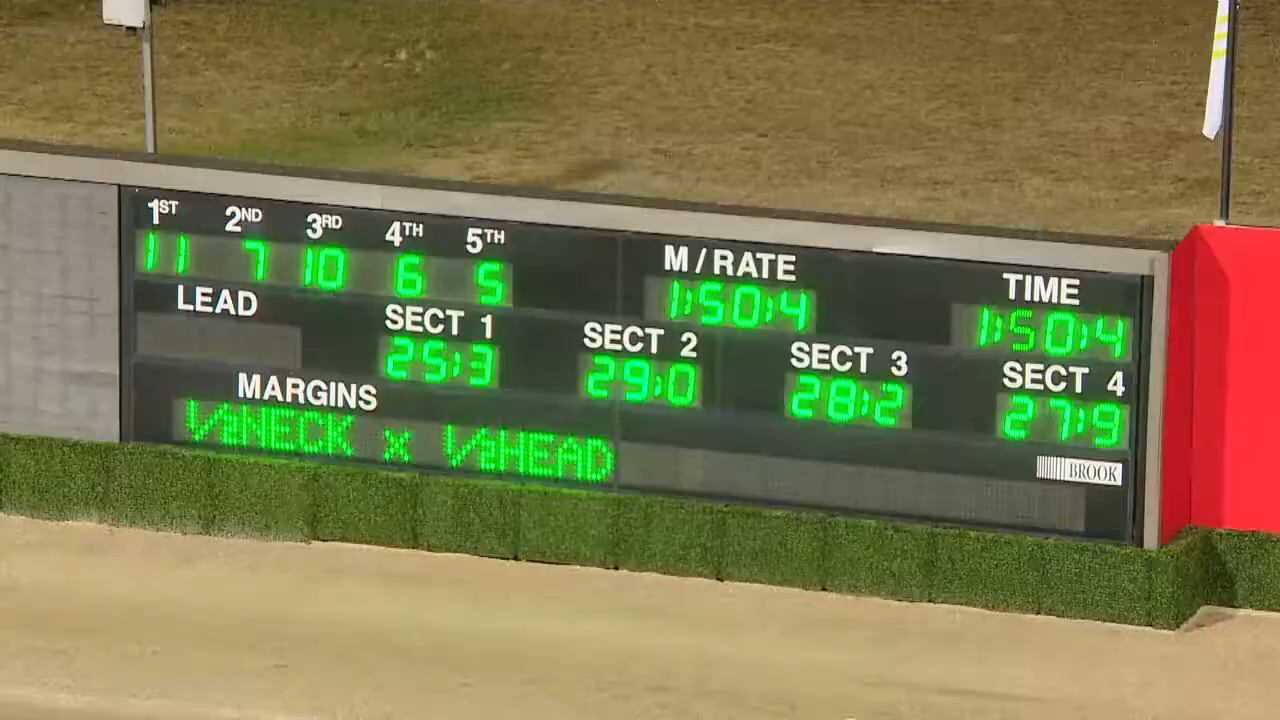 1ST 2ND 3RD 4TH 5TH
11 7 10 6 5
M/RATE
1:50:4
TIME
1:50:4
LEAD
SECT 1
25:3
SECT 2
29:0
SECT 3
28:2
SECT 4
27:9
MARGINS
½NECK x ½HEAD
BROOK